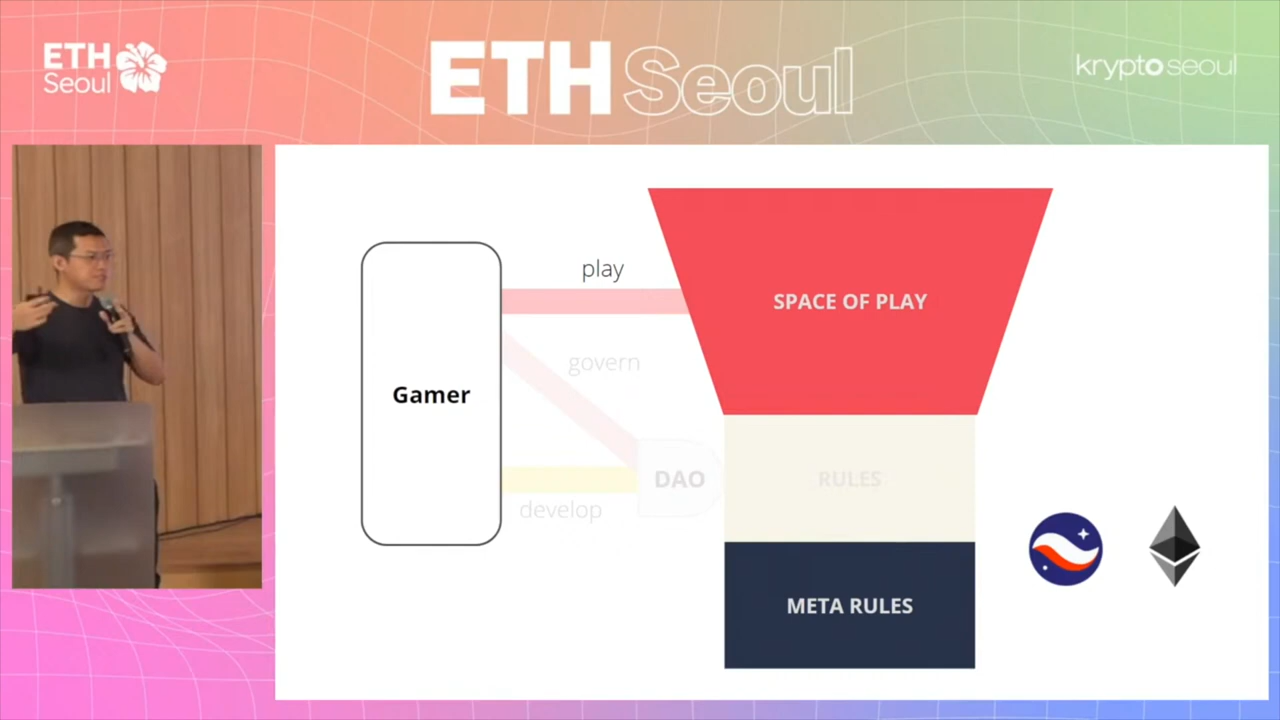 ETH
Seoul
ETH Seoul
krypto seoul
play
SPACE OF PLAY
govern
Gamer
DAO
RULES
develop
META RULES